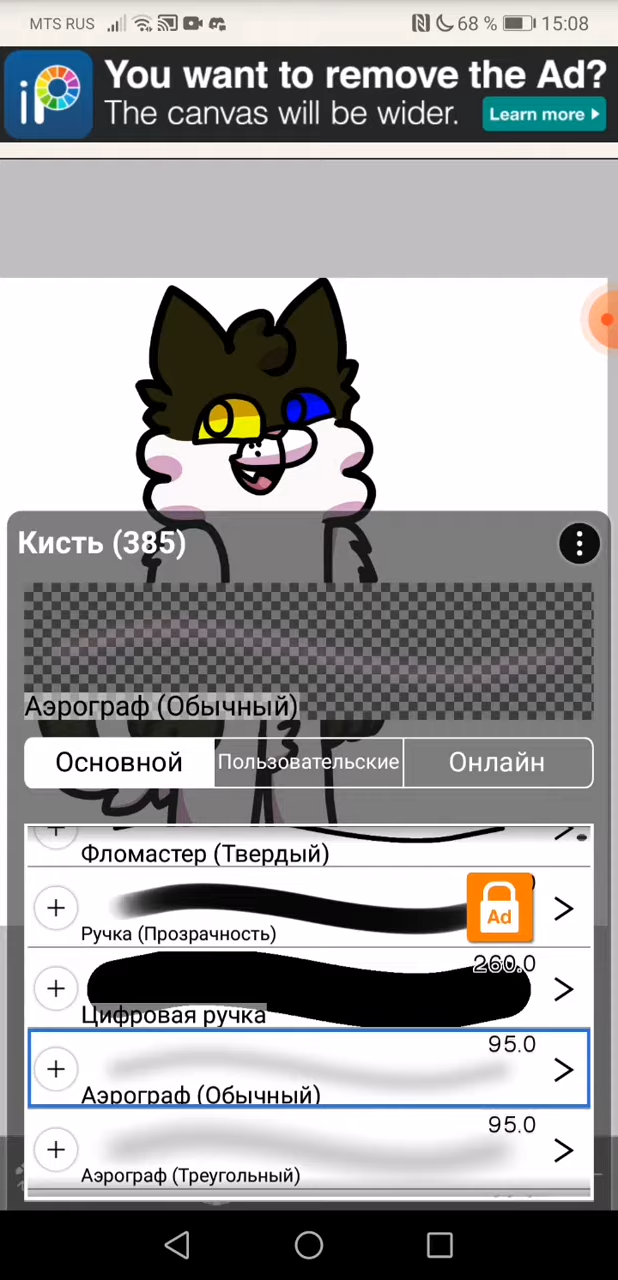 MTS RUS
68 %
15:08
You want to remove the Ad?
The canvas will be wider.
Learn more
Кисть (385)
Аэрограф (Обычный)
Основной
Пользовательские
Онлайн
Фломастер (Твердый)
Ad
Ручка (Прозрачность)
260.0
Цифровая ручка
95.0
Аэрограф (Обычный)
95.0
Аэрограф (Треугольный)